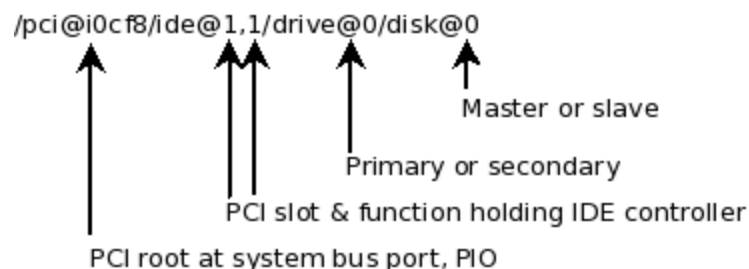 /pci@i0cf8/ide@1,1/drive@0/disk@0
Master or slave
Primary or secondary
PCI slot & function holding IDE controller
PCI root at system bus port, PIO